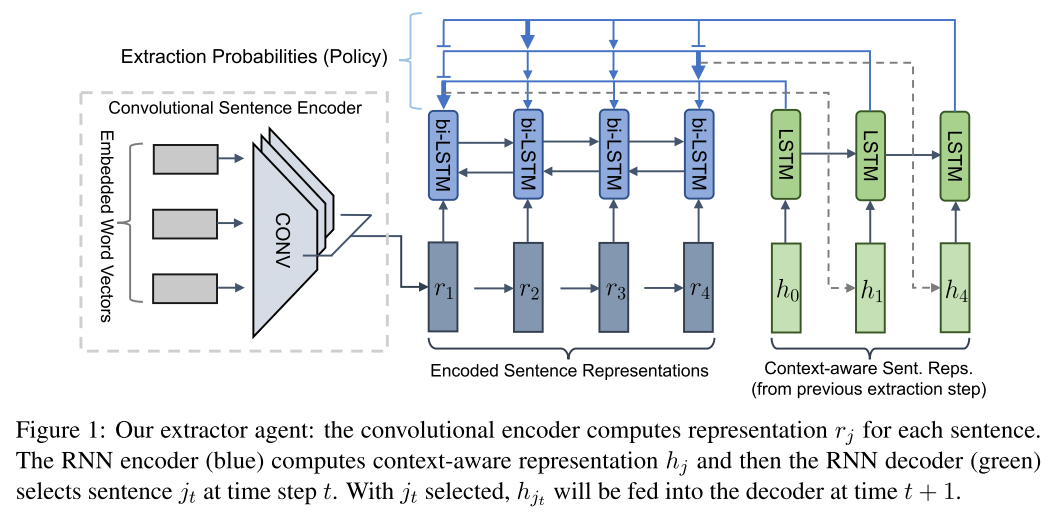 Extraction Probabilities (Policy)
Convolutional Sentence Encoder
Embedded Word Vectors
CONV
bi-LSTM
bi-LSTM
bi-LSTM
bi-LSTM
LSTM
LSTM
LSTM
r1
r2
r3
r4
h0
h1
h4
Encoded Sentence Representations
Context-aware Sent. Reps.
(from previous extraction step)
Figure 1: Our extractor agent: the convolutional encoder computes representation rj for each sentence.
The RNN encoder (blue) computes context-aware representation hj and then the RNN decoder (green)
selects sentence jt at time step t. With jt selected, hjt will be fed into the decoder at time t + 1.